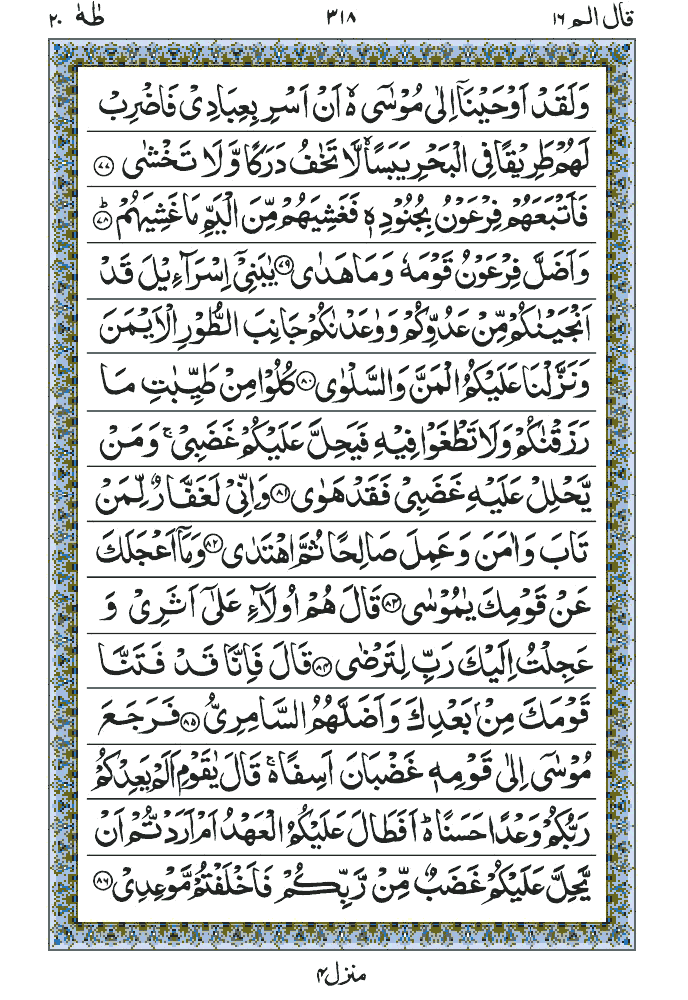 قال الم ١٦ ٣١٨ طٰهٰ ٢٠
وَلَقَدْ اَوْحَيْنَآ اِلٰى مُوْسٰٓى ۙ۬ اَنْ اَسْرِ بِعِبَادِىْ فَاضْرِبْ
لَهُمْ طَرِيْقًا فِى الْبَحْرِ يَبَسًا ۙ لَّا تَخٰفُ دَرَكًا وَّلَا تَخْشٰى ﴿٧٧﴾
فَاَتْبَعَهُمْ فِرْعَوْنُ بِجُنُوْدِهٖ فَغَشِيَهُمْ مِّنَ الْيَمِّ مَا غَشِيَهُمْ ؕ﴿٧٨﴾
وَاَضَلَّ فِرْعَوْنُ قَوْمَهٗ وَمَا هَدٰى ﴿٧٩﴾ يٰبَنِىْٓ اِسْرَآءِيْلَ قَدْ
اَنْجَيْنٰكُمْ مِّنْ عَدُوِّكُمْ وَوٰعَدْنٰكُمْ جَانِبَ الطُّوْرِ الْاَيْمَنَ
وَنَزَّلْنَا عَلَيْكُمُ الْمَنَّ وَالسَّلْوٰى ﴿٨٠﴾ كُلُوْا مِنْ طَيِّبٰتِ مَا
رَزَقْنٰكُمْ وَلَا تَطْغَوْا فِيْهِ فَيَحِلَّ عَلَيْكُمْ غَضَبِىْ ۚ وَمَنْ
يَّحْلِلْ عَلَيْهِ غَضَبِىْ فَقَدْ هَوٰى ﴿٨١﴾ وَاِنِّىْ لَغَفَّارٌ لِّمَنْ
تَابَ وَاٰمَنَ وَعَمِلَ صَالِحًا ثُمَّ اهْتَدٰى ﴿٨٢﴾ وَمَآ اَعْجَلَكَ
عَنْ قَوْمِكَ يٰمُوْسٰى ﴿٨٣﴾ قَالَ هُمْ اُولَآءِ عَلٰٓى اَثَرِىْ وَ
عَجِلْتُ اِلَيْكَ رَبِّ لِتَرْضٰى ﴿٨٤﴾ قَالَ فَاِنَّا قَدْ فَتَنَّا
قَوْمَكَ مِنْۢ بَعْدِكَ وَاَضَلَّهُمُ السَّامِرِىُّ ﴿٨٥﴾ فَرَجَعَ
مُوْسٰٓى اِلٰى قَوْمِهٖ غَضْبَانَ اَسِفًا ۬ۚ قَالَ يٰقَوْمِ اَلَمْ يَعِدْكُمْ
رَبُّكُمْ وَعْدًا حَسَنًا ۬ؕ اَفَطَالَ عَلَيْكُمُ الْعَهْدُ اَمْ اَرَدْتُّمْ اَنْ
يَّحِلَّ عَلَيْكُمْ غَضَبٌ مِّنْ رَّبِّكُمْ فَاَخْلَفْتُمْ مَّوْعِدِىْ ﴿٨٦﴾
منزل ٤